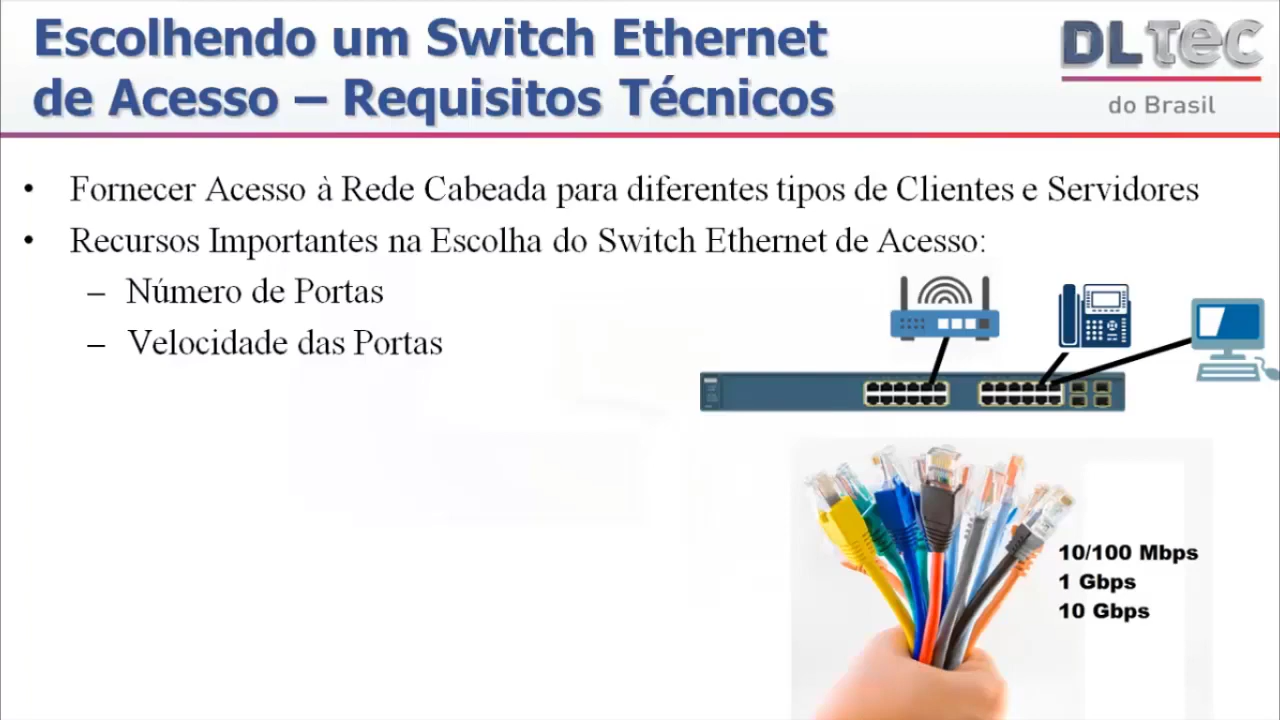 Escolhendo um Switch Ethernet
de Acesso – Requisitos Técnicos
DLTec
do Brasil
• Fornecer Acesso à Rede Cabeada para diferentes tipos de Clientes e Servidores
• Recursos Importantes na Escolha do Switch Ethernet de Acesso:
– Número de Portas
– Velocidade das Portas
10/100 Mbps
1 Gbps
10 Gbps